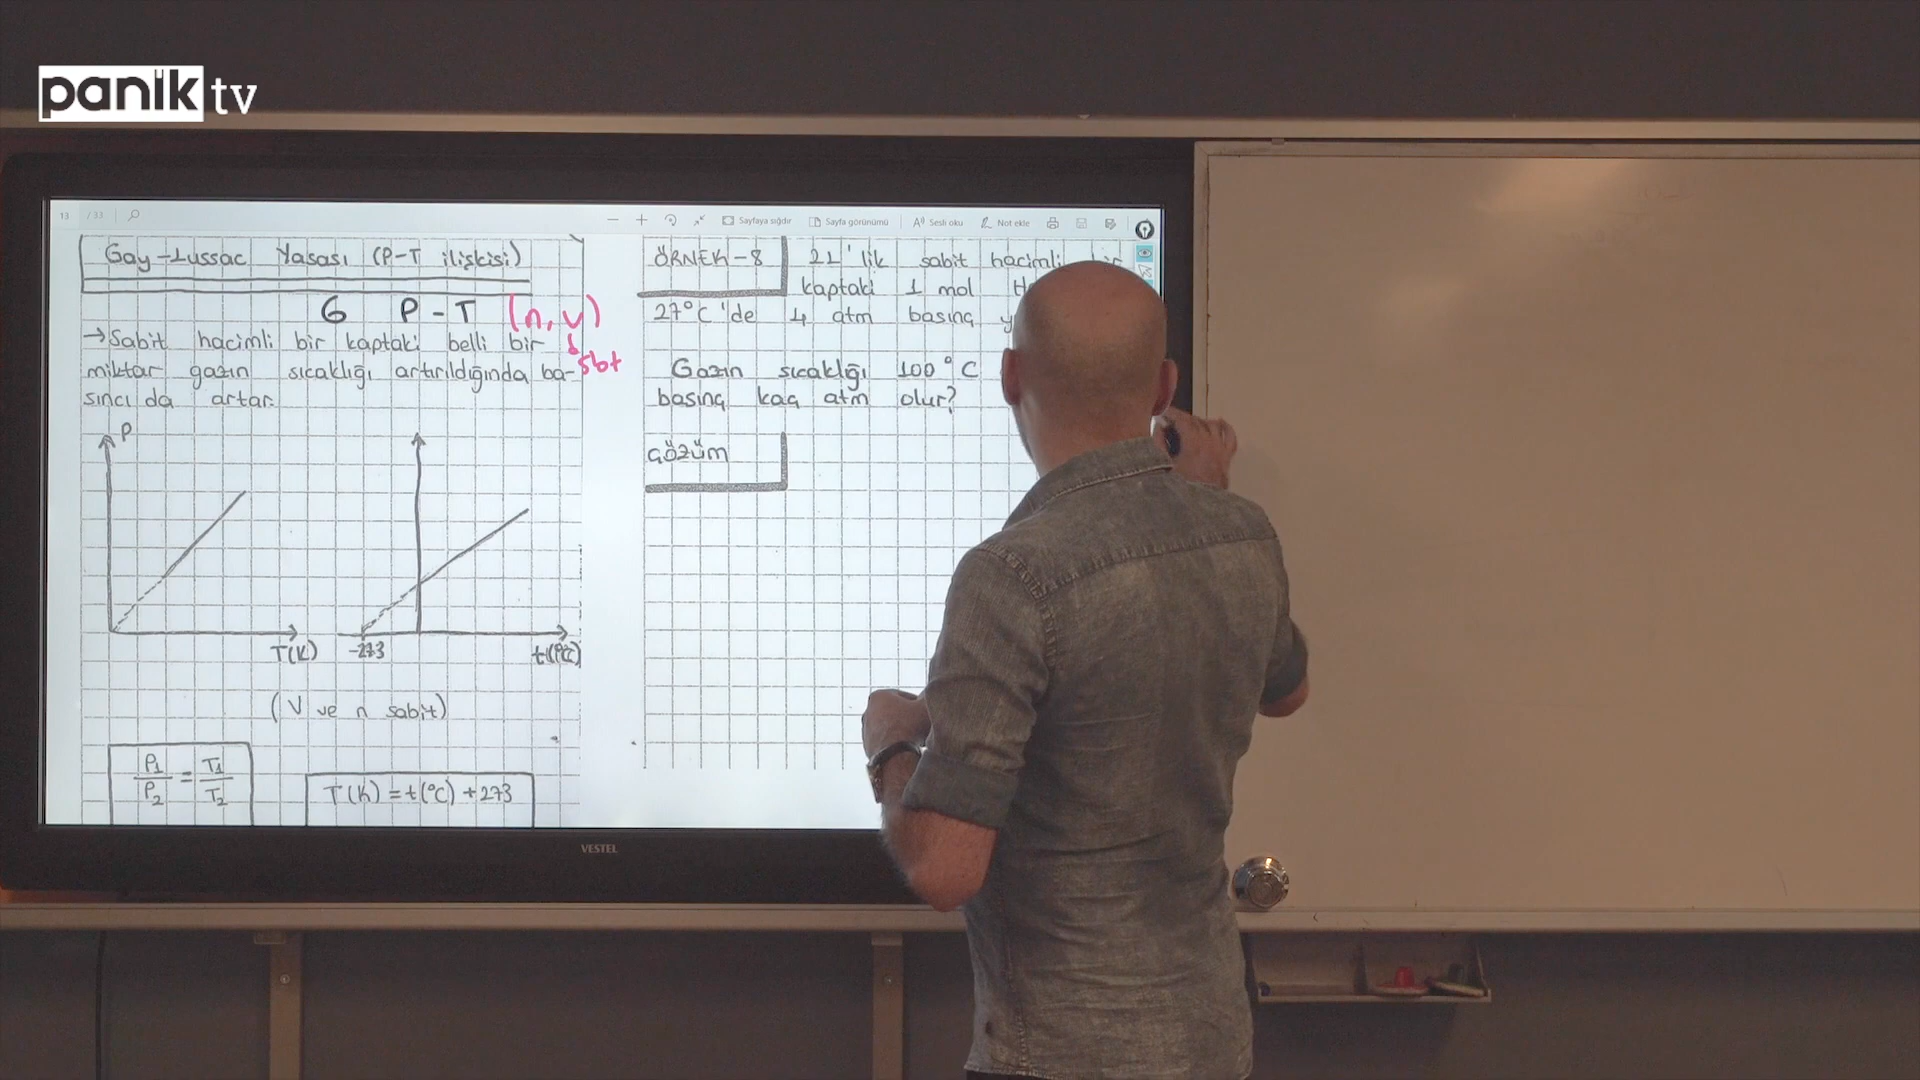 panik tv
13 / 33
Sayfaya sığdır
Sayfa görünümü
Sesli oku
Not ekle
Gay-Lussac Yasası (P-T ilişkisi)
G P - T (n, v)
sbt
→ Sabit hacimli bir kaptaki belli bir
miktar gazın sıcaklığı artırıldığında ba-
sıncı da artar.
P
T(K)
-273
t(°C)
(V ve n sabit)
P1/P2 = T1/T2
T(K) = t(°C) + 273
ÖRNEK-8 2L'lik sabit hacimli bir
kaptaki 1 mol
27°C'de 4 atm basınç
Gazın sıcaklığı 100°C
basınç kaç atm olur?
ÇÖZÜM
VESTEL